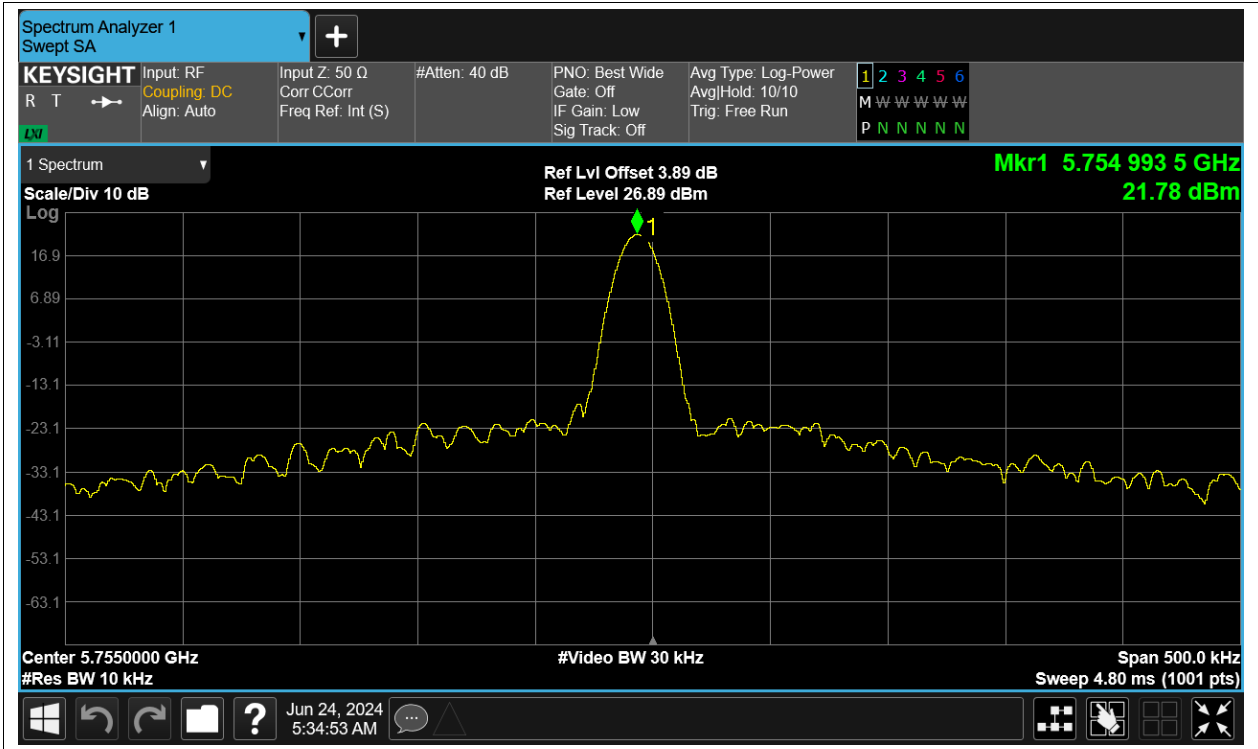 Spectrum Analyzer 1
Swept SA
KEYSIGHT
R T
LXI
Input: RF
Coupling: DC
Align: Auto
Input Z: 50 Ω
Corr CCorr
Freq Ref: Int (S)
#Atten: 40 dB
PNO: Best Wide
Gate: Off
IF Gain: Low
Sig Track: Off
Avg Type: Log-Power
Avg|Hold: 10/10
Trig: Free Run
1 2 3 4 5 6
M W W W W W
P N N N N N
1 Spectrum
Scale/Div 10 dB
Log
Ref Lvl Offset 3.89 dB
Ref Level 26.89 dBm
Mkr1 5.754 993 5 GHz
21.78 dBm
1
16.9
6.89
-3.11
-13.1
-23.1
-33.1
-43.1
-53.1
-63.1
Center 5.7550000 GHz
#Res BW 10 kHz
#Video BW 30 kHz
Span 500.0 kHz
Sweep 4.80 ms (1001 pts)
?
Jun 24, 2024
5:34:53 AM